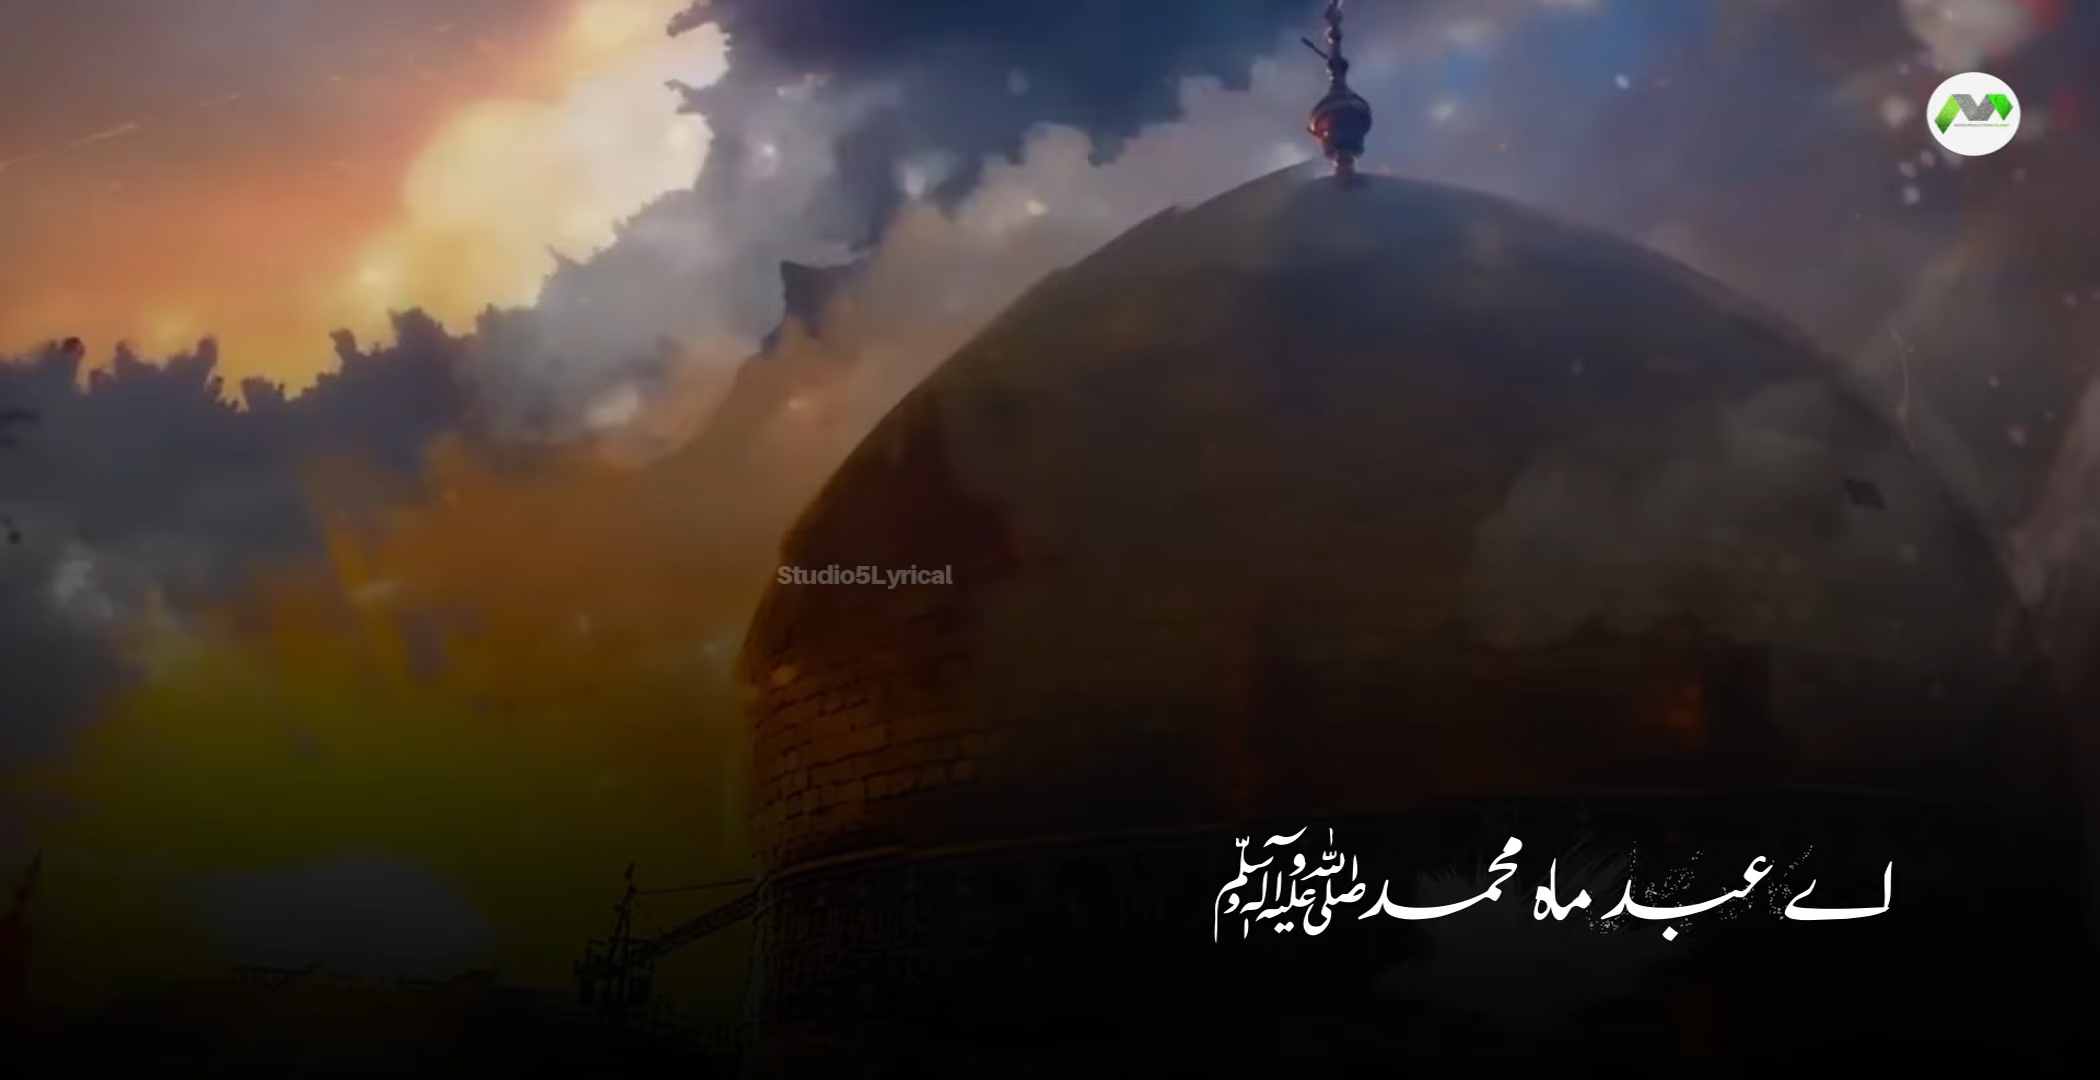 Studio5Lyrical
اے عبد ماہ محمد صلی اللہ علیہ وآلہ وسلم